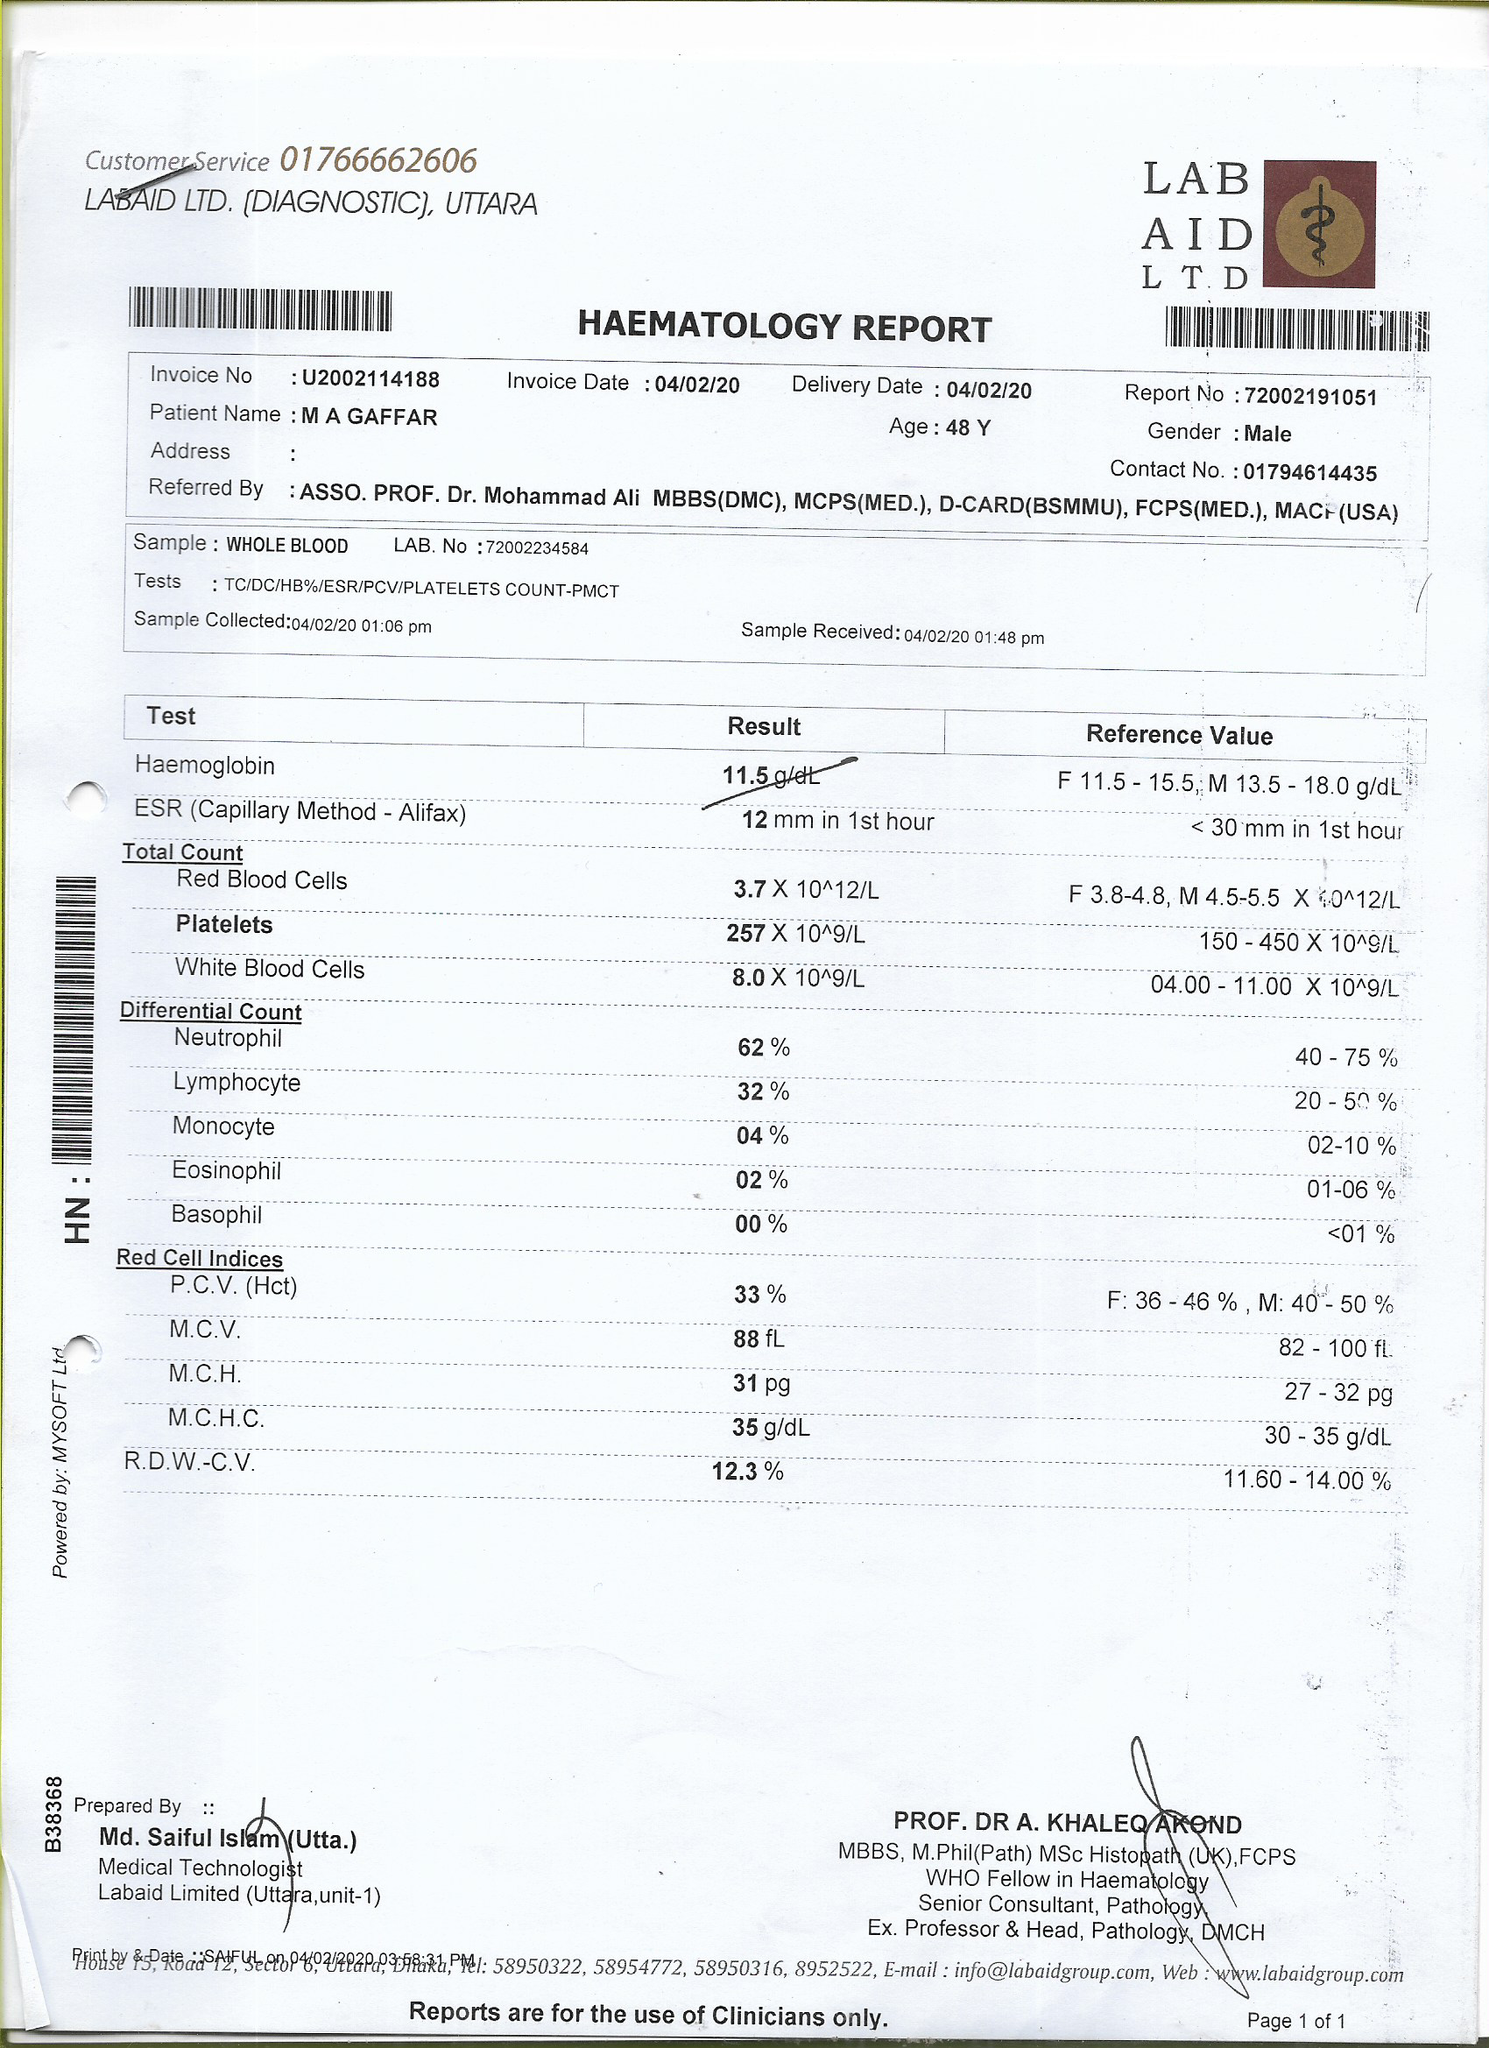 Customer Service 01766662606
LABAID LTD. (DIAGNOSTIC), UTTARA
LAB
AID
LTD
HAEMATOLOGY REPORT
Invoice No : U2002114188 Invoice Date : 04/02/20 Delivery Date : 04/02/20 Report No : 72002191051
Patient Name : M A GAFFAR Age : 48 Y Gender : Male
Address : Contact No. : 01794614435
Referred By : ASSO. PROF. Dr. Mohammad Ali MBBS(DMC), MCPS(MED.), D-CARD(BSMMU), FCPS(MED.), (USA)
Sample : WHOLE BLOOD LAB. No : 72002234584
Tests : TC/DC/HB%/ESR/PCV/PLATELETS COUNT-PMCT
Sample Collected: 04/02/20 01:06 pm Sample Received: 04/02/20 01:48 pm
Test Result Reference Value
Haemoglobin 11.5 g/dL F 11.5 - 15.5, M 13.5 - 18.0 g/dL
ESR (Capillary Method - Alifax) 12 mm in 1st hour < 30 mm in 1st hour
Total Count
Red Blood Cells 3.7 X 10^12/L F 3.8-4.8, M 4.5-5.5 X 10^12/L
Platelets 257 X 10^9/L 150 - 450 X 10^9/L
White Blood Cells 8.0 X 10^9/L 04.00 - 11.00 X 10^9/L
Differential Count
Neutrophil 62 % 40 - 75 %
Lymphocyte 32 % 20 - 50 %
Monocyte 04 % 02-10 %
Eosinophil 02 % 01-06 %
Basophil 00 % <01 %
Red Cell Indices
P.C.V. (Hct) 33 % F: 36 - 46 % , M: 40 - 50 %
M.C.V. 88 fL 82 - 100 fL
M.C.H. 31 pg 27 - 32 pg
M.C.H.C. 35 g/dL 30 - 35 g/dL
R.D.W.-C.V. 12.3 % 11.60 - 14.00 %
HN :
Powered by: MYSOFT Ltd
B38368
Prepared By ::
Md. Saiful Islam (Utta.)
Medical Technologist
Labaid Limited (Uttara,unit-1)
PROF. DR A. KHALEQ AKOND
MBBS, M.Phil(Path) MSc Histopath (UK),FCPS
WHO Fellow in Haematology
Senior Consultant, Pathology,
Ex. Professor & Head, Pathology, DMCH
Print by & Date :: SAIFUL on 04/02/2020 03:58:31 PM
House 15, Road 12, Sector 6, Uttara, Dhaka, Tel: 58950322, 58954772, 58950316, 8952522, E-mail : info@labaidgroup.com, Web : www.labaidgroup.com
Reports are for the use of Clinicians only.
Page 1 of 1